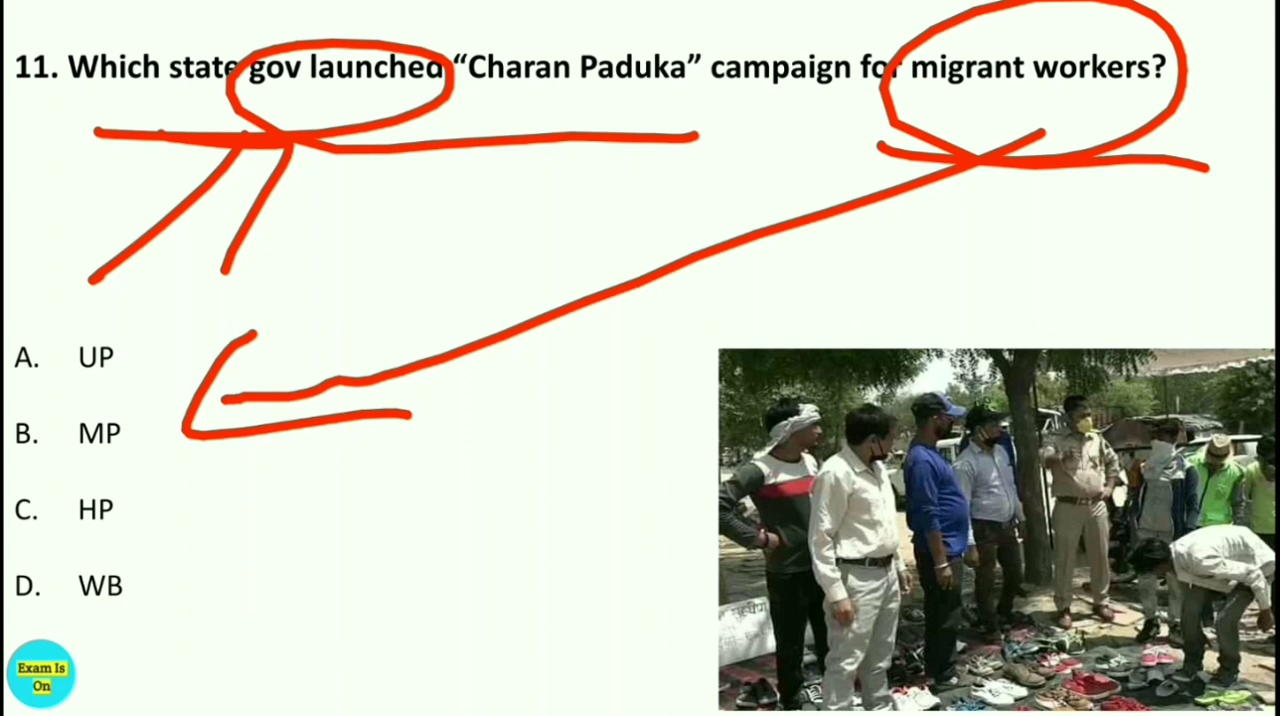 11. Which state gov launched “Charan Paduka” campaign for migrant workers?
A. UP
B. MP
C. HP
D. WB
Exam Is
On